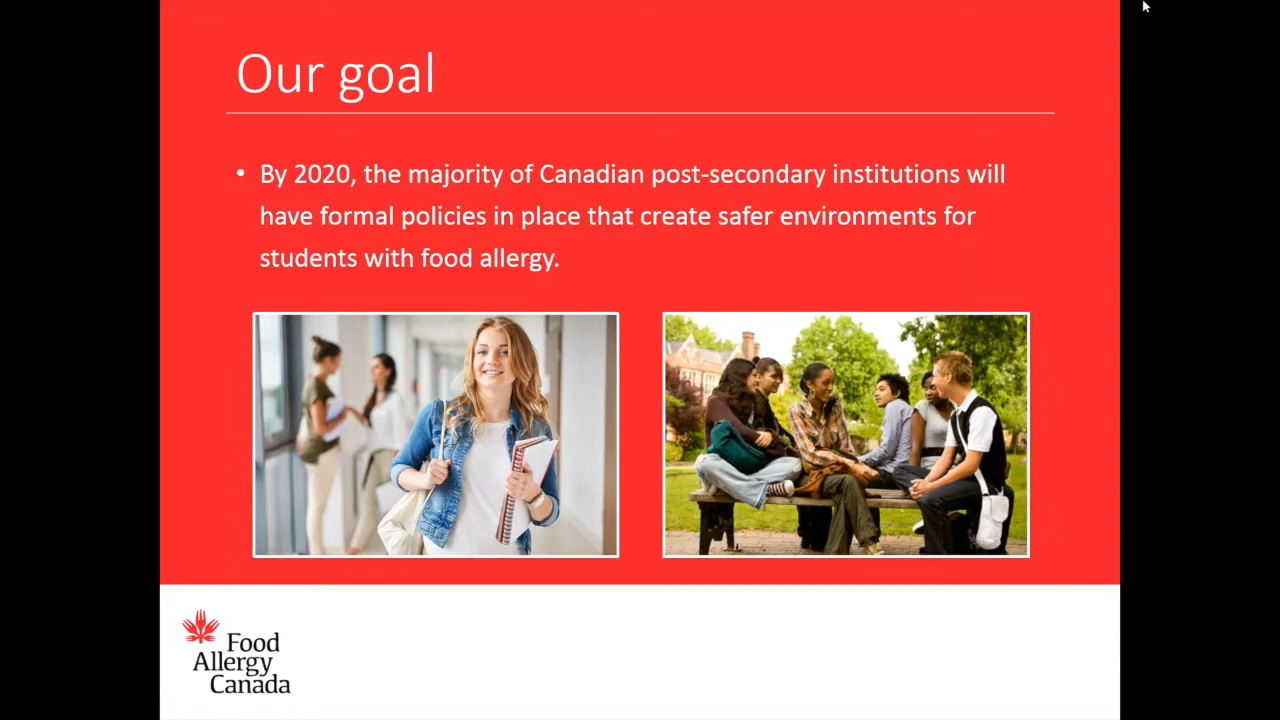 Our goal
• By 2020, the majority of Canadian post-secondary institutions will
have formal policies in place that create safer environments for
students with food allergy.
Food
Allergy
Canada